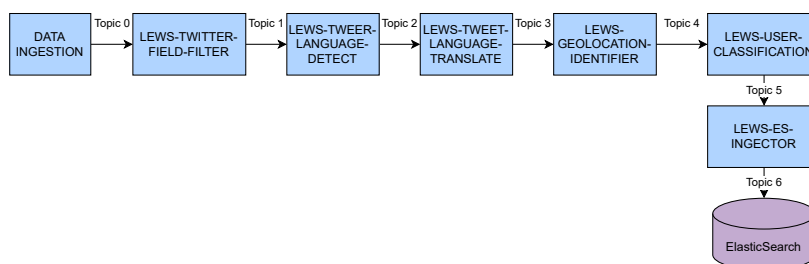 DATA
INGESTION
Topic 0
LEWS-TWITTER-
FIELD-FILTER
Topic 1
LEWS-TWEER-
LANGUAGE-
DETECT
Topic 2
LEWS-TWEET-
LANGUAGE-
TRANSLATE
Topic 3
LEWS-
GEOLOCATION-
IDENTIFIER
Topic 4
LEWS-USER-
CLASSIFICATION
Topic 5
LEWS-ES-
INGECTOR
Topic 6
ElasticSearch